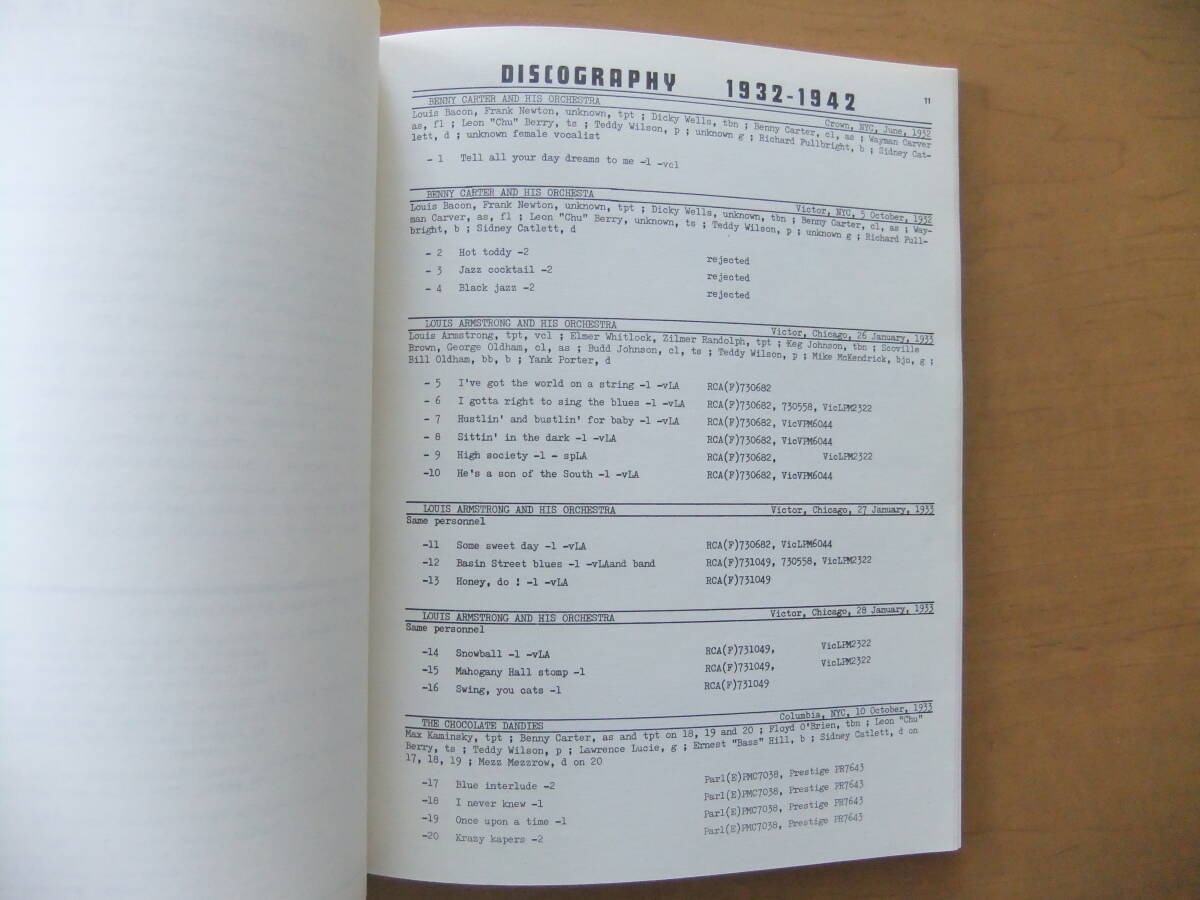 DISCOGRAPHY 1932-1942
11
BENNY CARTER AND HIS ORCHESTRA Crown, NYC, June, 1932
Louis Bacon, Frank Newton, unknown, tpt ; Dicky Wells, tbn ; Benny Carter, cl, as ; Wayman Carver
as, fl ; Leon "Chu" Berry, ts ; Teddy Wilson, p ; unknown g ; Richard Fullbright, b ; Sidney Cat-
lett, d ; unknown female vocalist
- 1 Tell all your day dreams to me -1 -vcl
BENNY CARTER AND HIS ORCHESTA Victor, NYC, 5 October, 1932
Louis Bacon, Frank Newton, unknown, tpt ; Dicky Wells, unknown, tbn ; Benny Carter, cl, as ; Way-
man Carver, as, fl ; Leon "Chu" Berry, unknown, ts ; Teddy Wilson, p ; unknown g ; Richard Full-
bright, b ; Sidney Catlett, d
- 2 Hot toddy -2 rejected
- 3 Jazz cocktail -2 rejected
- 4 Black jazz -2 rejected
LOUIS ARMSTRONG AND HIS ORCHESTRA Victor, Chicago, 26 January, 1933
Louis Armstrong, tpt, vcl ; Elmer Whitlock, Zilmer Randolph, tpt ; Keg Johnson, tbn ; Scoville
Brown, George Oldham, cl, as ; Budd Johnson, cl, ts ; Teddy Wilson, p ; Mike McKendrick, bjo, g ;
Bill Oldham, bb, b ; Yank Porter, d
- 5 I've got the world on a string -1 -vLA RCA(F)730682
- 6 I gotta right to sing the blues -1 -vLA RCA(F)730682, 730558, VicLPM2322
- 7 Hustlin' and bustlin' for baby -1 -vLA RCA(F)730682, VicVPM6044
- 8 Sittin' in the dark -1 -vLA RCA(F)730682, VicVPM6044
- 9 High society -1 - spLA RCA(F)730682, VicLPM2322
-10 He's a son of the South -1 -vLA RCA(F)730682, VicVPM6044
LOUIS ARMSTRONG AND HIS ORCHESTRA Victor, Chicago, 27 January, 1933
Same personnel
-11 Some sweet day -1 -vLA RCA(F)730682, VicLPM6044
-12 Basin Street blues -1 -vLAand band RCA(F)731049, 730558, VicLPM2322
-13 Honey, do ! -1 -vLA RCA(F)731049
LOUIS ARMSTRONG AND HIS ORCHESTRA Victor, Chicago, 28 January, 1933
Same personnel
-14 Snowball -1 -vLA RCA(F)731049, VicLPM2322
-15 Mahogany Hall stomp -1 RCA(F)731049, VicLPM2322
-16 Swing, you cats -1 RCA(F)731049
THE CHOCOLATE DANDIES Columbia, NYC, 10 October, 1933
Max Kaminsky, tpt ; Benny Carter, as and tpt on 18, 19 and 20 ; Floyd O'Brien, tbn ; Leon "Chu"
Berry, ts ; Teddy Wilson, p ; Lawrence Lucie, g ; Ernest "Bass" Hill, b ; Sidney Catlett, d on
17, 18, 19 ; Mezz Mezzrow, d on 20
-17 Blue interlude -2 Parl(E)PMC7038, Prestige PR7643
-18 I never knew -1 Parl(E)PMC7038, Prestige PR7643
-19 Once upon a time -1 Parl(E)PMC7038, Prestige PR7643
-20 Krazy kapers -2 Parl(E)PMC7038, Prestige PR7643